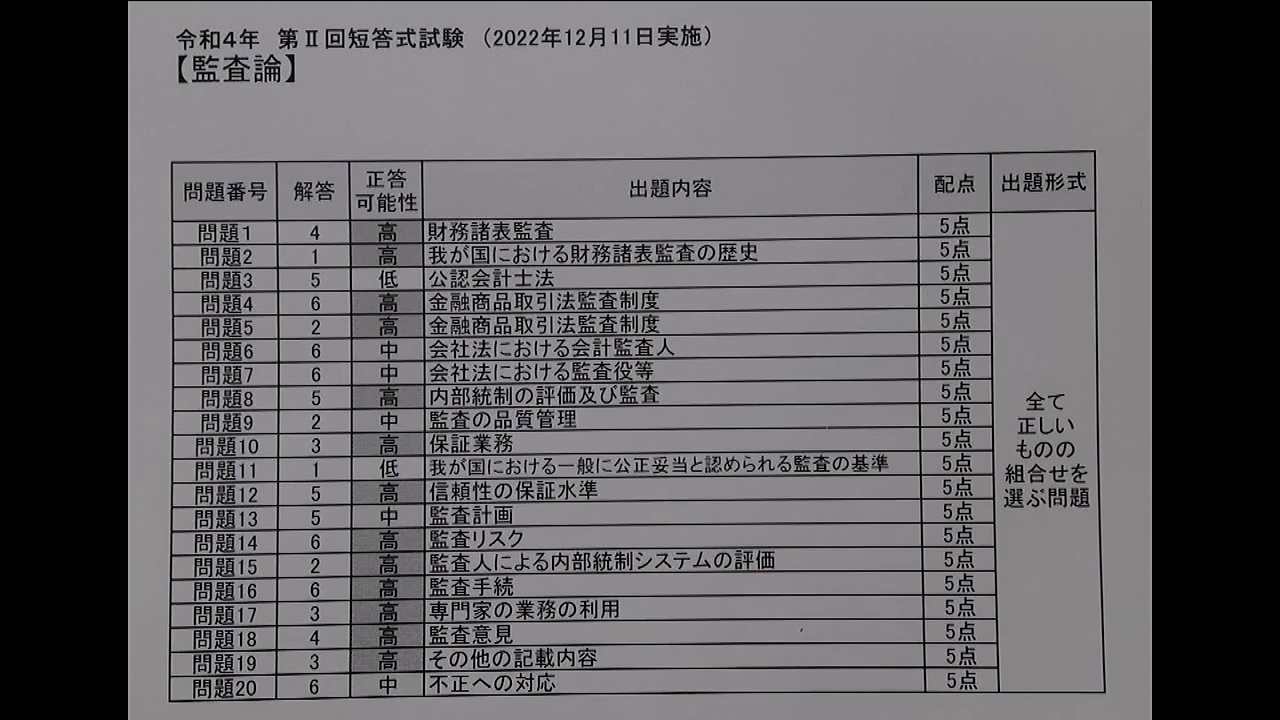 令和4年 第Ⅱ回短答式試験 (2022年12月11日実施)
【監査論】
問題番号 解答 正答可能性 出題内容 配点 出題形式
問題1 4 高 財務諸表監査 5点
問題2 1 高 我が国における財務諸表監査の歴史 5点
問題3 5 低 公認会計士法 5点
問題4 6 高 金融商品取引法監査制度 5点
問題5 2 高 金融商品取引法監査制度 5点
問題6 6 中 会社法における会計監査人 5点
問題7 6 中 会社法における監査役等 5点
問題8 5 高 内部統制の評価及び監査 5点
問題9 2 中 監査の品質管理 5点
問題10 3 高 保証業務 5点
問題11 1 低 我が国における一般に公正妥当と認められる監査の基準 5点
問題12 5 高 信頼性の保証水準 5点
問題13 5 中 監査計画 5点
問題14 6 高 監査リスク 5点
問題15 2 高 監査人による内部統制システムの評価 5点
問題16 6 高 監査手続 5点
問題17 3 高 専門家の業務の利用 5点
問題18 4 高 監査意見 5点
問題19 3 高 その他の記載内容 5点
問題20 6 中 不正への対応 5点
全て
正しい
ものの
組合せを
選ぶ問題